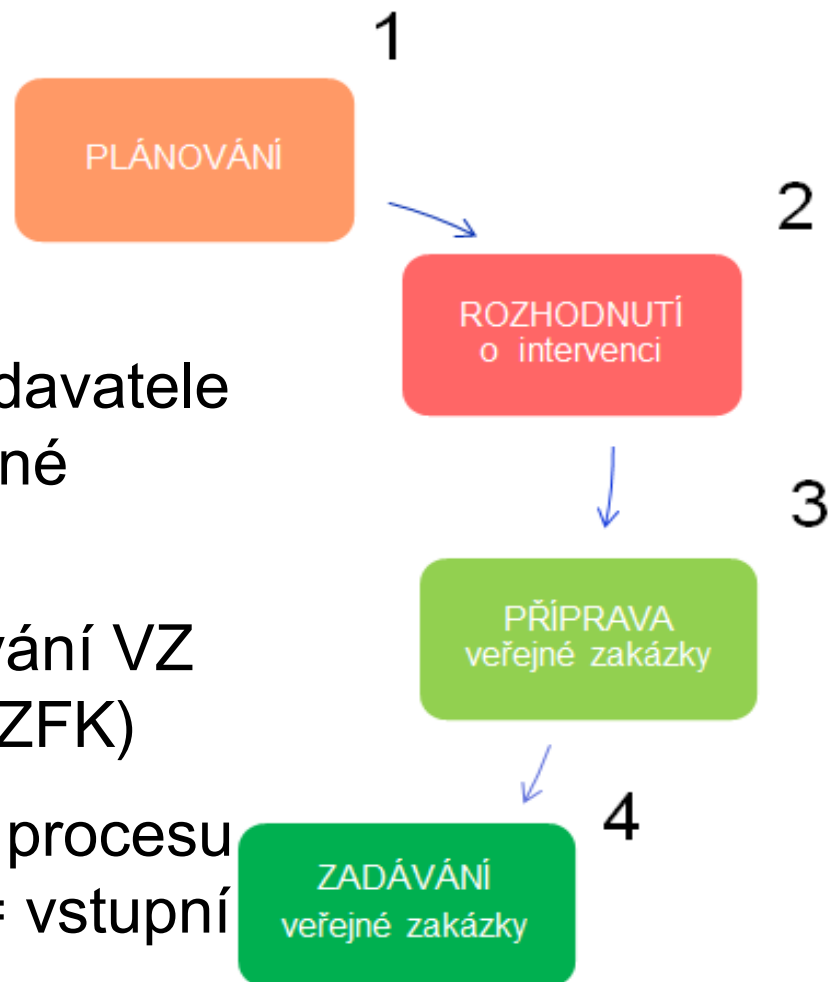 1
PLÁNOVÁNÍ
2
ROZHODNUTÍ
o intervenci
davatele
né
3
PŘÍPRAVA
veřejné zakázky
vání VZ
ZFK)
4
procesu
= vstupní
ZADÁVÁNÍ
veřejné zakázky